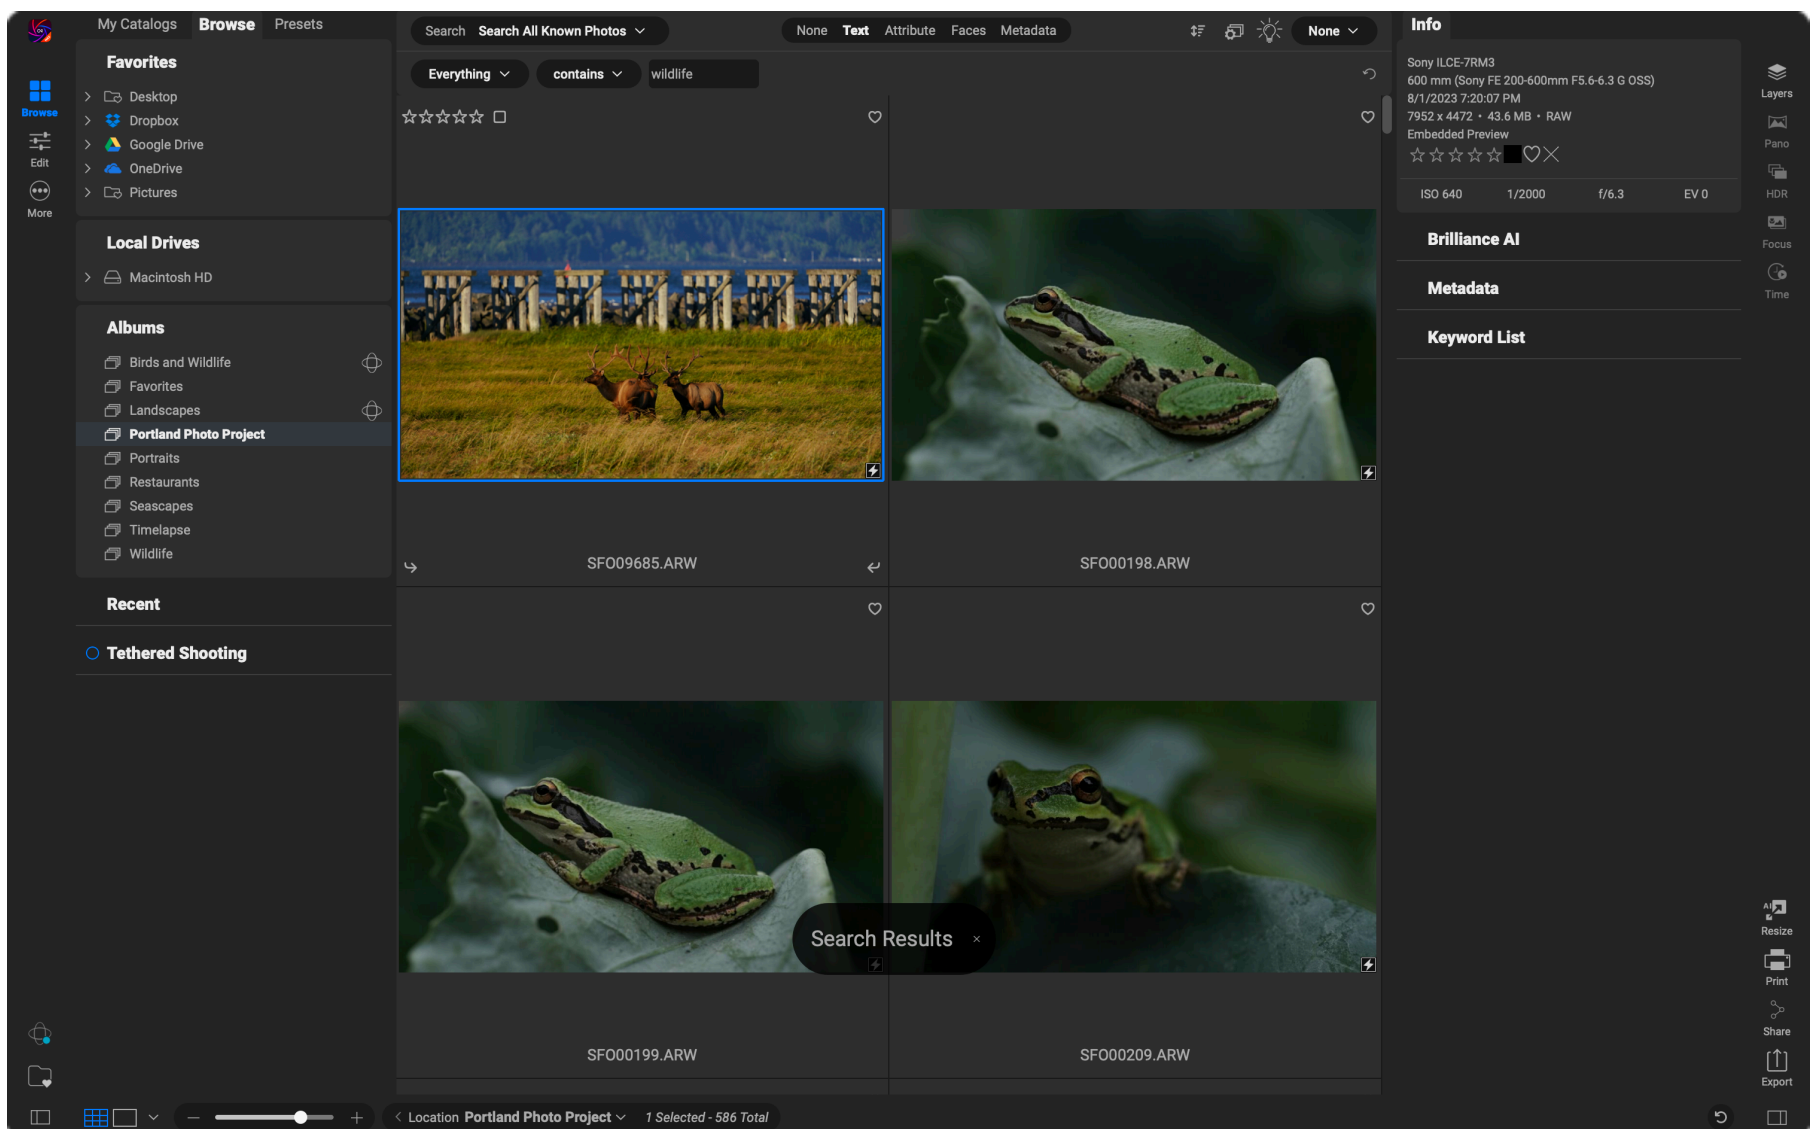 My Catalogs Browse Presets
Favorites
Desktop
Dropbox
Google Drive
OneDrive
Pictures
Local Drives
Macintosh HD
Albums
Birds and Wildlife
Favorites
Landscapes
Portland Photo Project
Portraits
Restaurants
Seascapes
Timelapse
Wildlife
Recent
Tethered Shooting
Browse
Edit
More
Search Search All Known Photos
None Text Attribute Faces Metadata
None
Everything contains wildlife
SFO09685.ARW
SFO00198.ARW
SFO00199.ARW
SFO00209.ARW
Search Results ×
Location Portland Photo Project 1 Selected - 586 Total
Info
Sony ILCE-7RM3
600 mm (Sony FE 200-600mm F5.6-6.3 G OSS)
8/1/2023 7:20:07 PM
7952 x 4472 • 43.6 MB • RAW
Embedded Preview
ISO 640 1/2000 f/6.3 EV 0
Brilliance AI
Metadata
Keyword List
Layers
Pano
HDR
Focus
Time
AI
Resize
Print
Share
Export